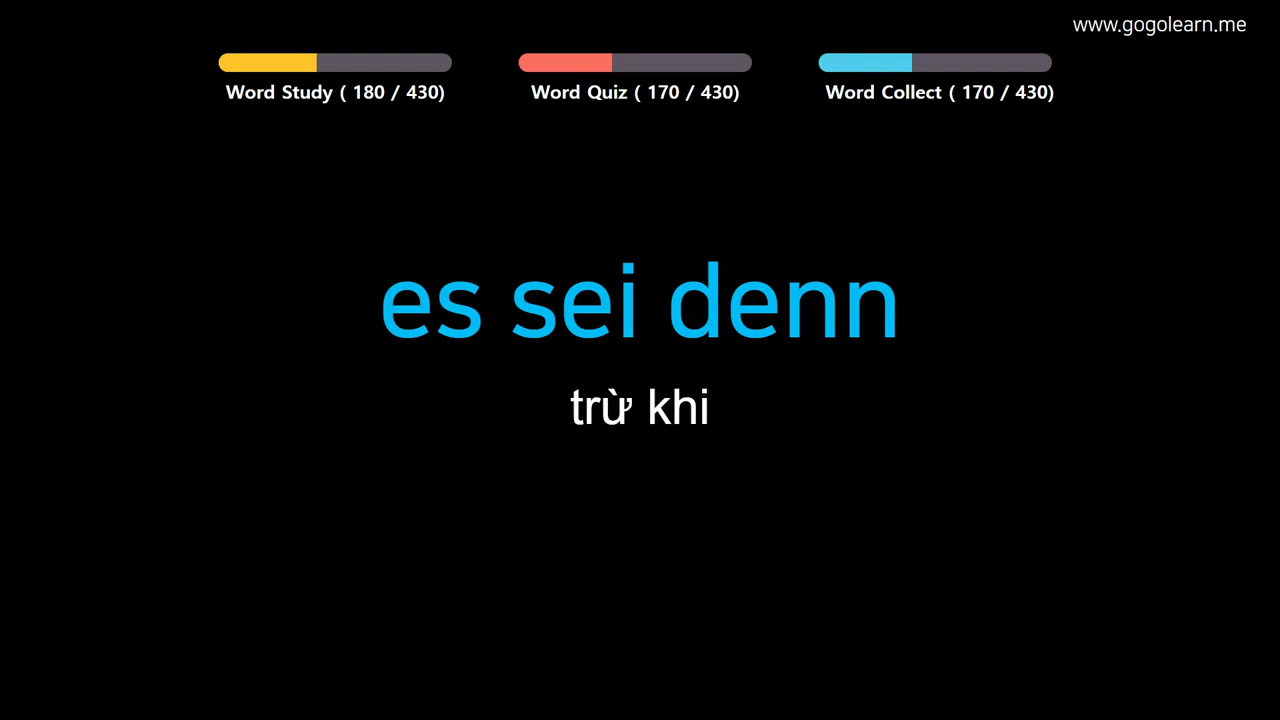 www.gogolearn.me
Word Study ( 180 / 430)
Word Quiz ( 170 / 430)
Word Collect ( 170 / 430)
es sei denn
trừ khi